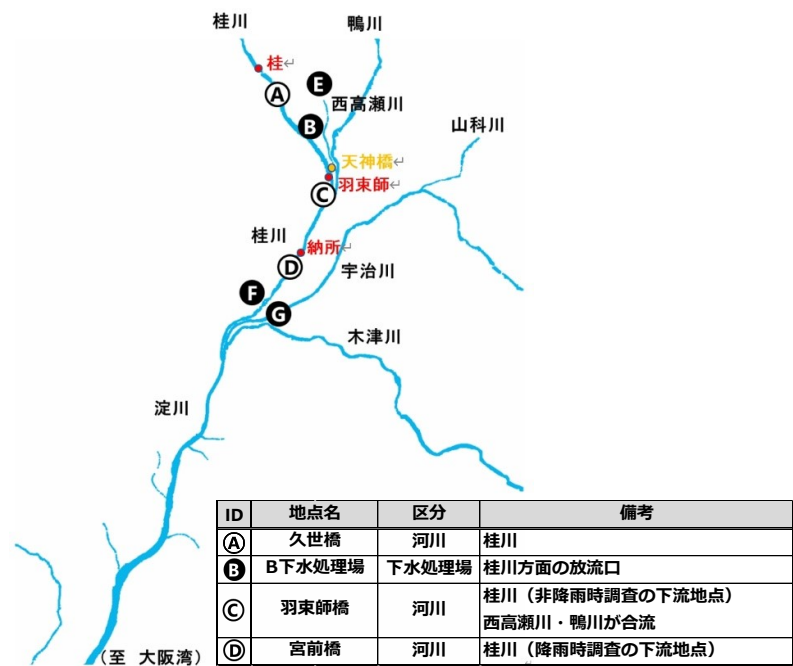 桂川
鴨川
桂↵
E
A
西高瀬川
B
山科川
天神橋↵
羽束師↵
C
桂川
納所↵
D
宇治川
F
G
木津川
淀川
ID 地点名 区分 備考
A 久世橋 河川 桂川
B B下水処理場 下水処理場 桂川方面の放流口
C 羽束師橋 河川 桂川（非降雨時調査の下流地点）
西高瀬川・鴨川が合流
D 宮前橋 河川 桂川（降雨時調査の下流地点）
（至 大阪湾）